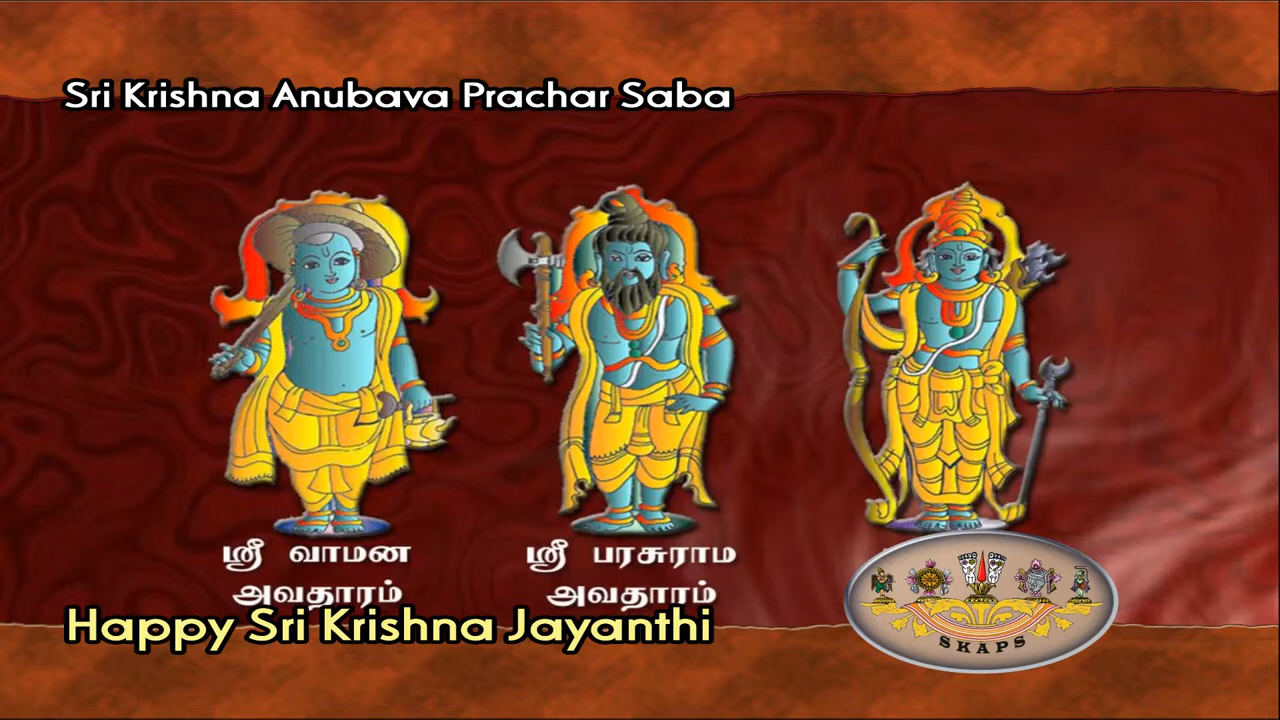 Sri Krishna Anubava Prachar Saba
ஸ்ரீ வாமன
அவதாரம்
ஸ்ரீ பரசுராம
அவதாரம்
Happy Sri Krishna Jayanthi
SKAPS